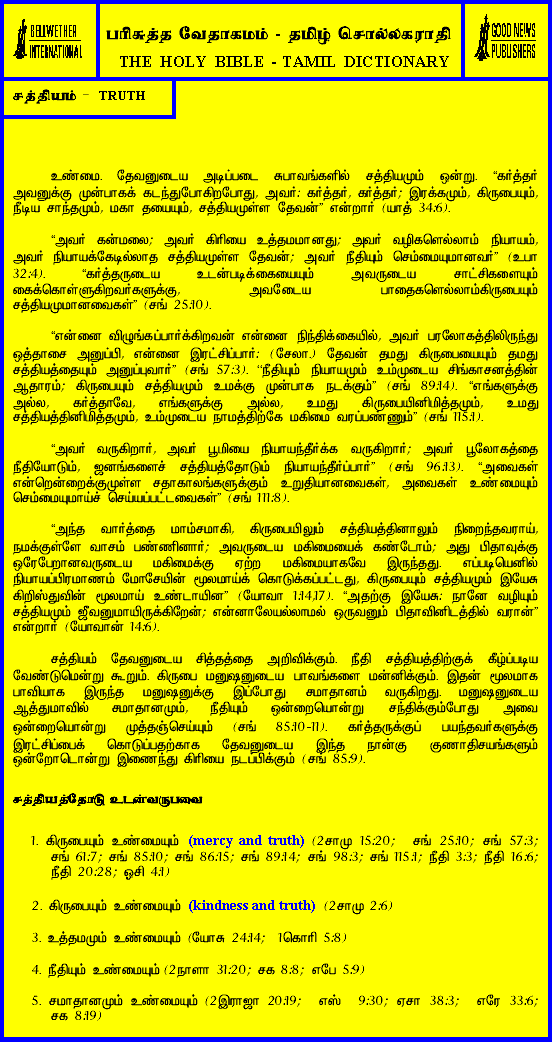 BELLWETHER
INTERNATIONAL
பரிசுத்த வேதாகமம் - தமிழ் சொல்லகராதி
THE HOLY BIBLE - TAMIL DICTIONARY
GOOD NEWS
PUBLISHERS
சத்தியம் - TRUTH
உண்மை. தேவனுடைய அடிப்படை சுபாவங்களில் சத்தியமும் ஒன்று. “கர்த்தர்
அவனுக்கு முன்பாகக் கடந்துபோகிறபோது, அவர்: கர்த்தர், கர்த்தர்; இரக்கமும், கிருபையும்,
நீடிய சாந்தமும், மகா தயையும், சத்தியமுள்ள தேவன்” என்றார் (யாத் 34:6).
“அவர் கன்மலை; அவர் கிரியை உத்தமமானது; அவர் வழிகளெல்லாம் நியாயம்,
அவர் நியாயக்கேடில்லாத சத்தியமுள்ள தேவன்; அவர் நீதியும் செம்மையுமானவர்” (உபா
32:4). “கர்த்தருடைய உடன்படிக்கையையும் அவருடைய சாட்சிகளையும்
கைக்கொள்ளுகிறவர்களுக்கு, அவரேடைய பாதைகளெல்லாம்கிருபையும்
சத்தியமுமானவைகள்” (சங் 25:10).
“என்னை விழுங்கப்பார்க்கிறவன் என்னை நிந்திக்கையில், அவர் பரலோகத்திலிருந்து
ஒத்தாசை அனுப்பி, என்னை இரட்சிப்பார்: (சேலா.) தேவன் தமது கிருபையையும் தமது
சத்தியத்தையும் அனுப்புவார்” (சங் 57:3). “நீதியும் நியாயமும் உம்முடைய சிங்காசனத்தின்
ஆதாரம்; கிருபையும் சத்தியமும் உமக்கு முன்பாக நடக்கும்” (சங் 89:14). “எங்களுக்கு
அல்ல, கர்த்தாவே, எங்களுக்கு அல்ல, உமது கிருபையினிமித்தமும், உமது
சத்தியத்தினிமித்தமும், உம்முடைய நாமத்திற்கே மகிமை வரப்பண்ணும்” (சங் 115:1).
“அவர் வருகிறார், அவர் பூமியை நியாயந்தீர்க்க வருகிறார்; அவர் பூலோகத்தை
நீதியோடும், ஜனங்களைச் சத்தியத்தோடும் நியாயந்தீர்ப்பார்” (சங் 96:13). “அவைகள்
என்றென்றைக்குமுள்ள சதாகாலங்களுக்கும் உறுதியானவைகள், அவைகள் உண்மையும்
செம்மையுமாய்ச் செய்யப்பட்டவைகள்” (சங் 111:8).
“அந்த வார்த்தை மாம்சமாகி, கிருபையிலும் சத்தியத்தினாலும் நிறைந்தவராய்,
நமக்குள்ளே வாசம் பண்ணினார்; அவருடைய மகிமையைக் கண்டோம்; அது பிதாவுக்கு
ஒரேபேறானவருடைய மகிமைக்கு ஏற்ற மகிமையாகவே இருந்தது. எப்படியெனில்
நியாயப்பிரமாணம் மோசேயின் மூலமாய்க் கொடுக்கப்பட்டது, கிருபையும் சத்தியமும் இயேசு
கிறிஸ்துவின் மூலமாய் உண்டாயின” (யோவா 1:14,17). “அதற்கு இயேசு: நானே வழியும்
சத்தியமும் ஜீவனுமாயிருக்கிறேன்; என்னாலேயல்லாமல் ஒருவனும் பிதாவினிடத்தில் வரான்”
என்றார் (யோவான் 14:6).
சத்தியம் தேவனுடைய சித்தத்தை அறிவிக்கும். நீதி சத்தியத்திற்குக் கீழ்ப்படிய
வேண்டுமென்று கூறும். கிருபை மனுஷனுடைய பாவங்களை மன்னிக்கும். இதன் மூலமாக
பாவியாக இருந்த மனுஷனுக்கு இப்போது சமாதானம் வருகிறது. மனுஷனுடைய
ஆத்துமாவில் சமாதானமும், நீதியும் ஒன்றையொன்று சந்திக்கும்போது அவை
ஒன்றையொன்று முத்தஞ்செய்யும் (சங் 85:10-11). கர்த்தருக்குப் பயந்தவர்களுக்கு
இரட்சிப்பைக் கொடுப்பதற்காக தேவனுடைய இந்த நான்கு குணாதிசயங்களும்
ஒன்றோடொன்று இணைந்து கிரியை நடப்பிக்கும் (சங் 85:9).
சத்தியத்தோடு உடன்வருபவை
1. கிருபையும் உண்மையும் (mercy and truth) (2சாமு 15:20; சங் 25:10; சங் 57:3;
சங் 61:7; சங் 85:10; சங் 86:15; சங் 89:14; சங் 98:3; சங் 115:1; நீதி 3:3; நீதி 16:6;
நீதி 20:28; ஓசி 4:1)
2. கிருபையும் உண்மையும் (kindness and truth) (2சாமு 2:6)
3. உத்தமமும் உண்மையும் (யோசு 24:14; 1கொரி 5:8)
4. நீதியும் உண்மையும் (2நாளா 31:20; சக 8:8; எபே 5:9)
5. சமாதானமும் உண்மையும் (2இராஜா 20:19; எஸ் 9:30; ஏசா 38:3; எரே 33:6;
சக 8:19)